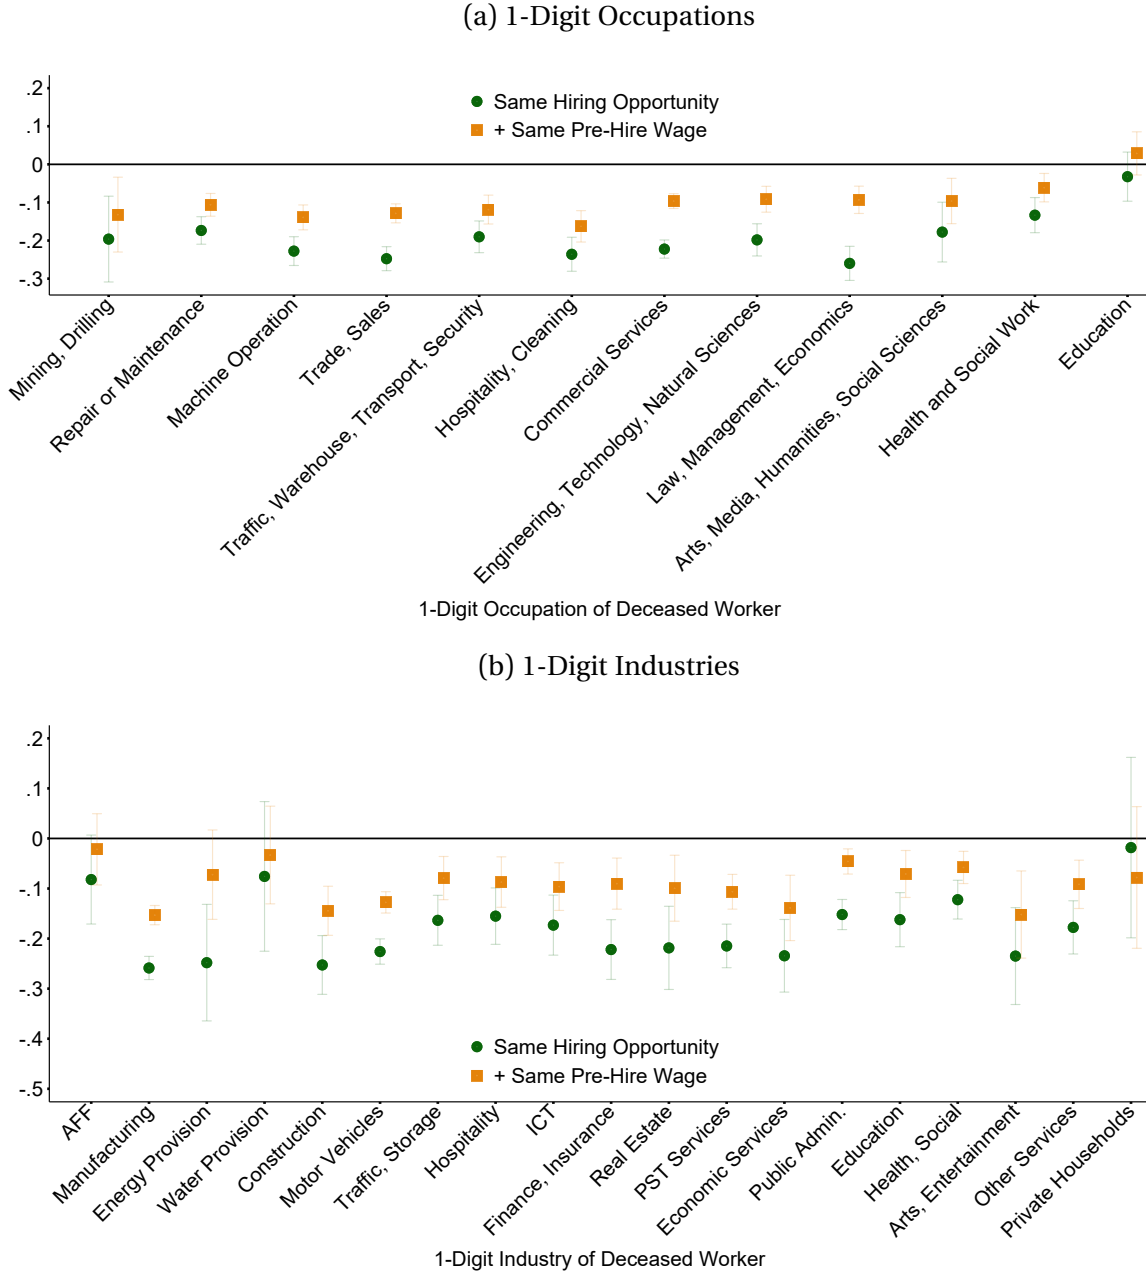 (a) 1-Digit Occupations
.2
.1
0
-.1
-.2
-.3
Same Hiring Opportunity
+ Same Pre-Hire Wage
Mining, Drilling
Repair or Maintenance
Machine Operation
Trade, Sales
Traffic, Warehouse, Transport, Security
Hospitality, Cleaning
Commercial Services
Engineering, Technology, Natural Sciences
Law, Management, Economics
Arts, Media, Humanities, Social Sciences
Health and Social Work
Education
1-Digit Occupation of Deceased Worker
(b) 1-Digit Industries
.2
.1
0
-.1
-.2
-.3
-.4
-.5
Same Hiring Opportunity
+ Same Pre-Hire Wage
AFF
Manufacturing
Energy Provision
Water Provision
Construction
Motor Vehicles
Traffic, Storage
Hospitality
ICT
Finance, Insurance
Real Estate
PST Services
Economic Services
Public Admin.
Education
Health, Social
Arts, Entertainment
Other Services
Private Households
1-Digit Industry of Deceased Worker